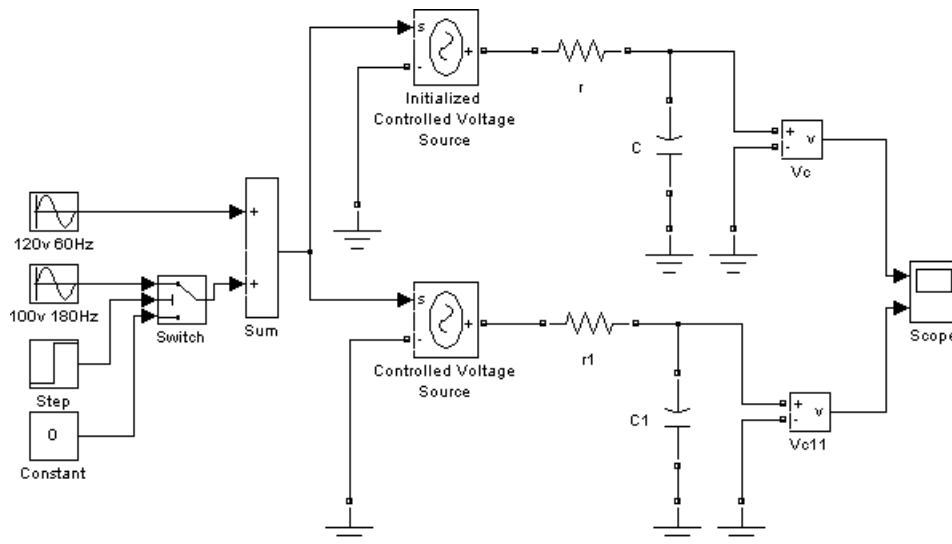 s
+
-
Initialized
Controlled Voltage
Source
r
C
+
-
v
Vc
120v 60Hz
+
100v 180Hz
Switch
+
Sum
Step
0
Constant
s
+
-
Controlled Voltage
Source
r1
C1
+
-
v
Vc11
Scope